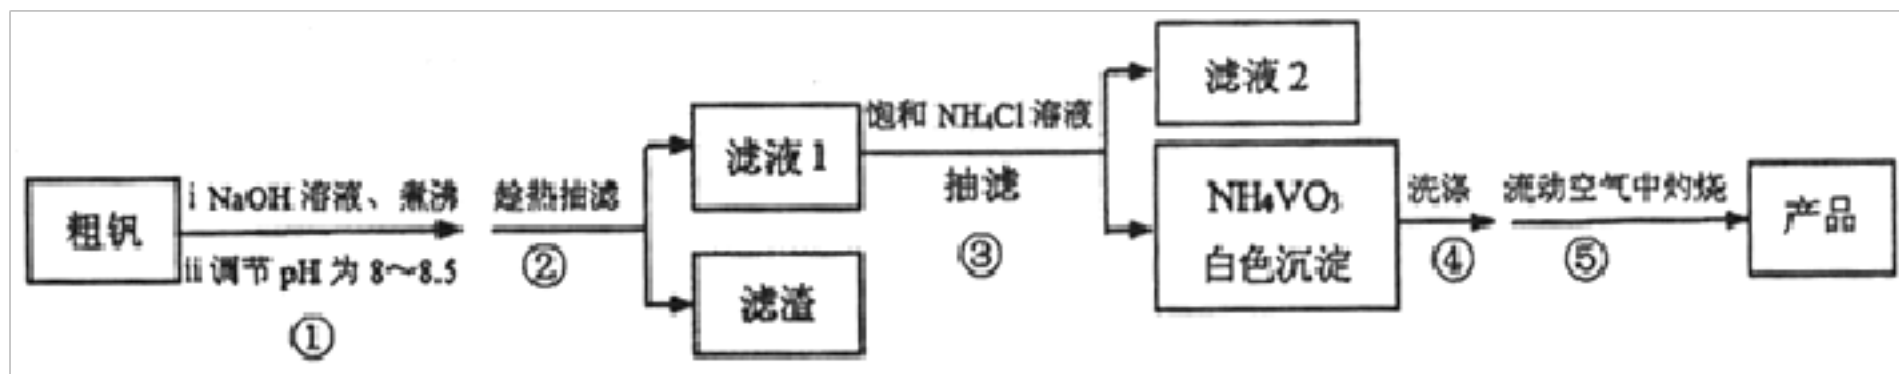 粗钒
i NaOH 溶液、煮沸
ii 调节 pH 为 8～8.5
①
趁热抽滤
②
滤液 1
滤渣
饱和 NH₄Cl 溶液
抽滤
③
滤液 2
NH₄VO₃
白色沉淀
洗涤
④
流动空气中灼烧
⑤
产品